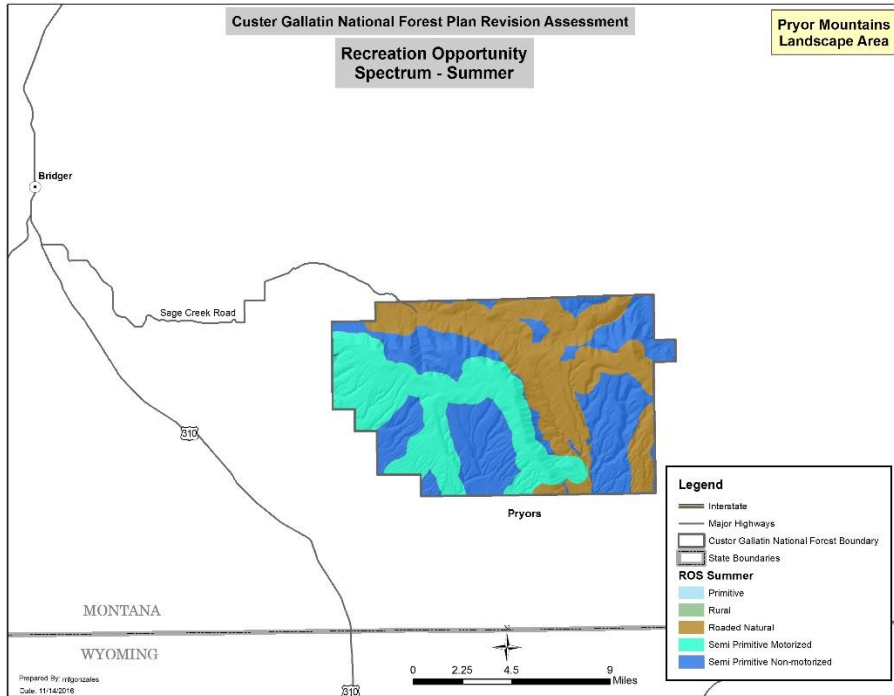 Custer Gallatin National Forest Plan Revision Assessment
Recreation Opportunity
Spectrum - Summer
Pryor Mountains
Landscape Area
Bridger
Sage Creek Road
310
Pryors
Legend
Interstate
Major Highways
Custor Gallatin National Forest Boundary
State Boundaries
ROS Summer
Primitive
Rural
Roaded Natural
Semi Primitive Motorized
Semi Primitive Non-motorized
MONTANA
WYOMING
N
0 2.25 4.5 9
Miles
310
Prepared By: mfgonzales
Date: 11/14/2016